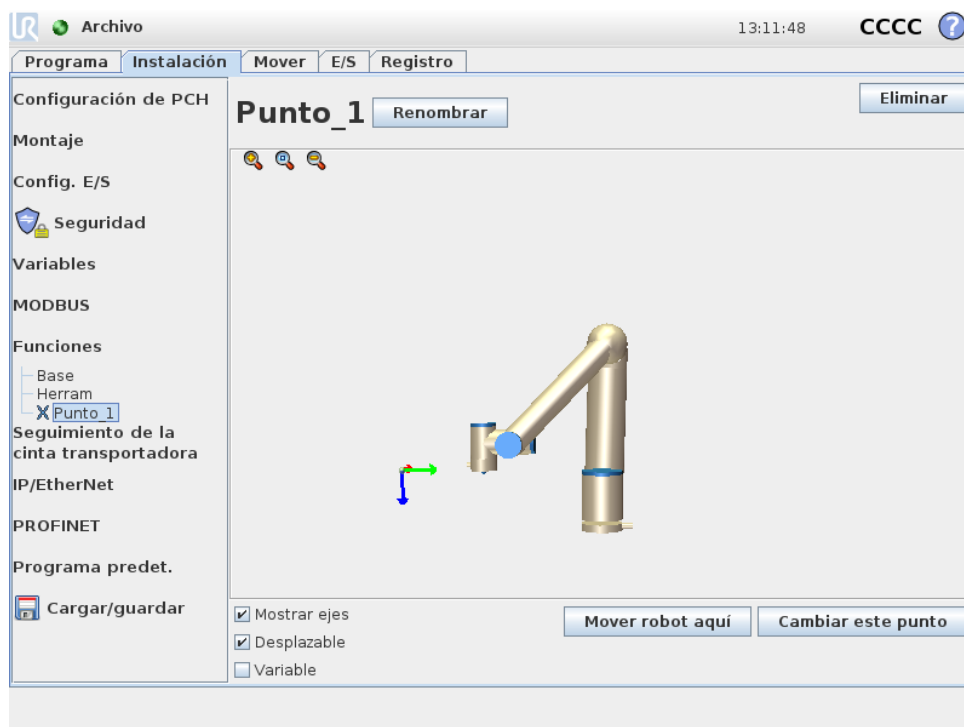 UR Archivo 13:11:48 CCCC ?
Programa Instalación Mover E/S Registro
Configuración de PCH
Montaje
Config. E/S
Seguridad
Variables
MODBUS
Funciones
Base
Herram
Punto_1
Seguimiento de la
cinta transportadora
IP/EtherNet
PROFINET
Programa predet.
Cargar/guardar
Punto_1 Renombrar Eliminar
Mostrar ejes
Desplazable
Variable
Mover robot aquí Cambiar este punto